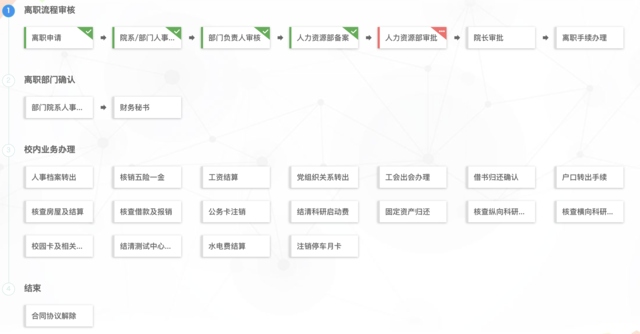 1 离职流程审核
离职申请 院系/部门人事... 部门负责人审核 人力资源部备案 人力资源部审批 院长审批 离职手续办理
2 离职部门确认
部门院系人事... 财务秘书
3 校内业务办理
人事档案转出 核销五险一金 工资结算 党组织关系转出 工会出会办理 借书归还确认 户口转出手续
核查房屋及结算 核查借款及报销 公务卡注销 结清科研启动费 固定资产归还 核查纵向科研... 核查横向科研...
校园卡及相关... 结清测试中心... 水电费结算 注销停车月卡
4 结束
合同协议解除